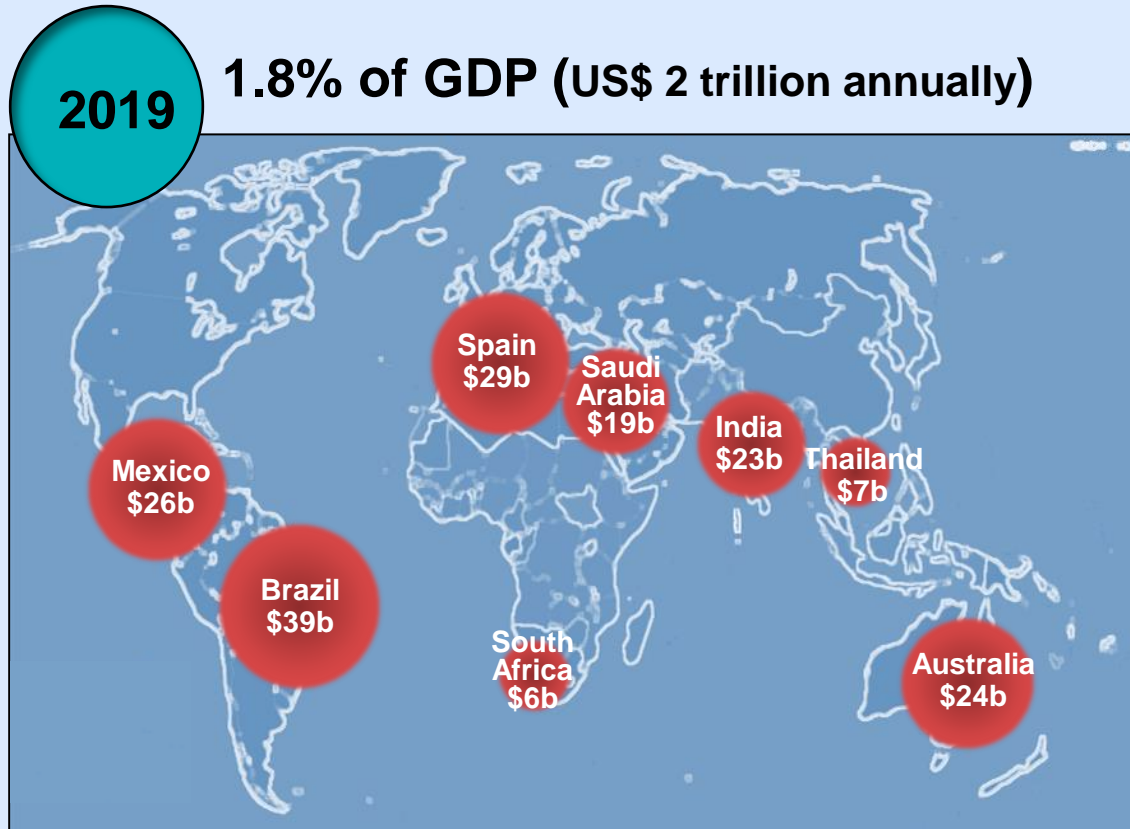 2019
1.8% of GDP (US$ 2 trillion annually)
Spain
$29b
Saudi
Arabia
$19b
India
$23b
Thailand
$7b
Mexico
$26b
Brazil
$39b
South
Africa
$6b
Australia
$24b